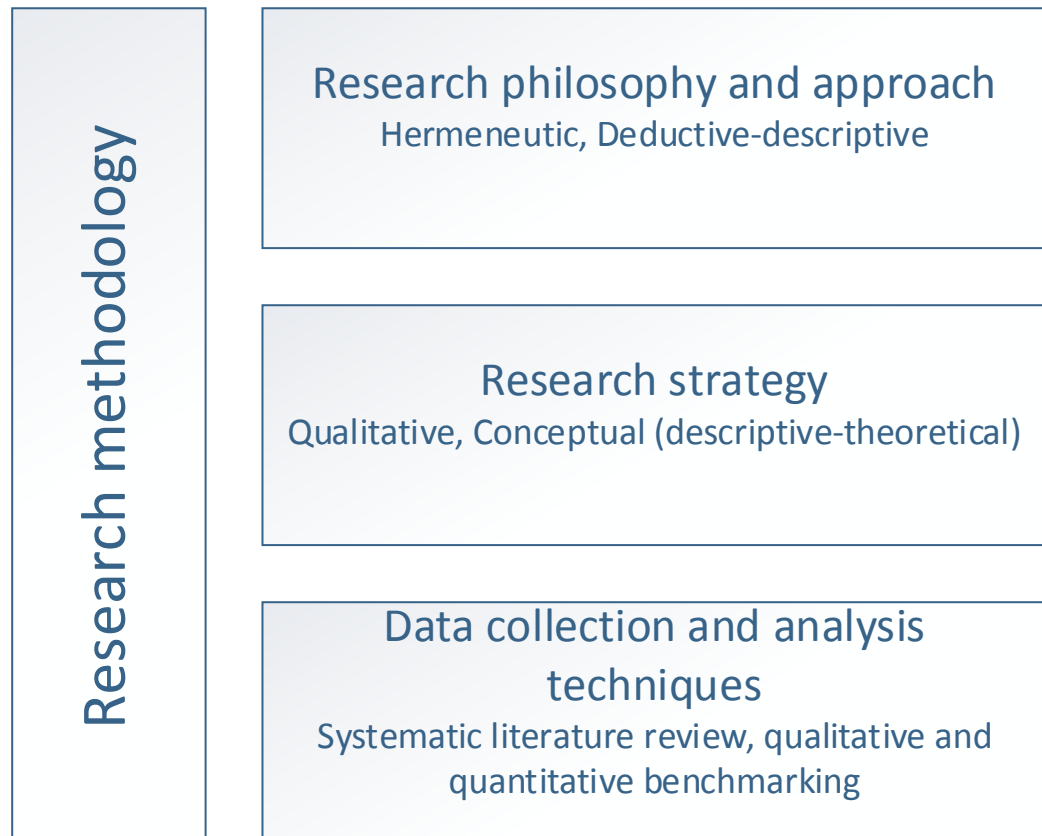 Research methodology
Research philosophy and approach
Hermeneutic, Deductive-descriptive
Research strategy
Qualitative, Conceptual (descriptive-theoretical)
Data collection and analysis
techniques
Systematic literature review, qualitative and
quantitative benchmarking